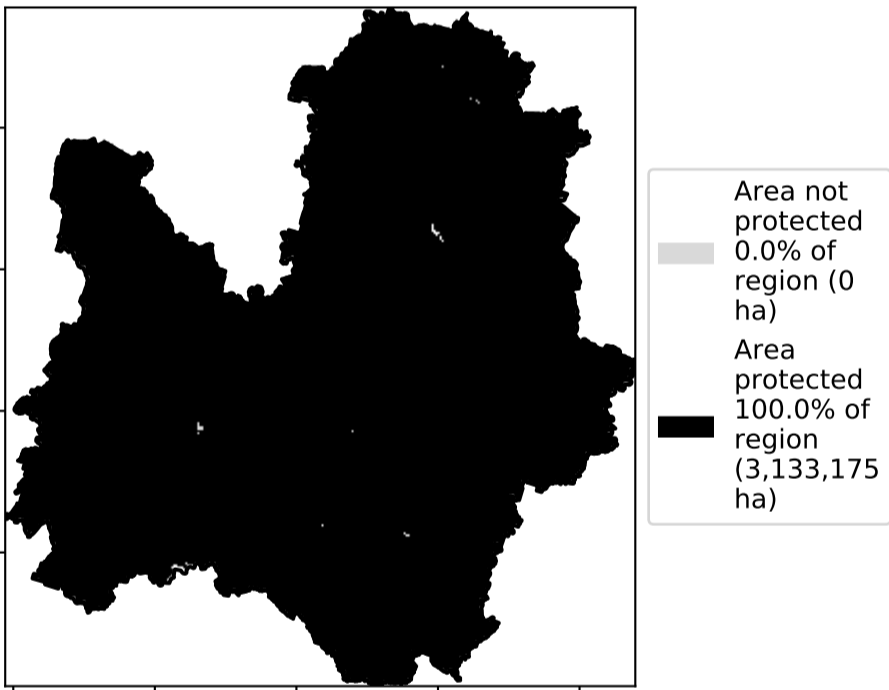 Area not
protected
0.0% of
region (0
ha)
Area
protected
100.0% of
region
(3,133,175
ha)